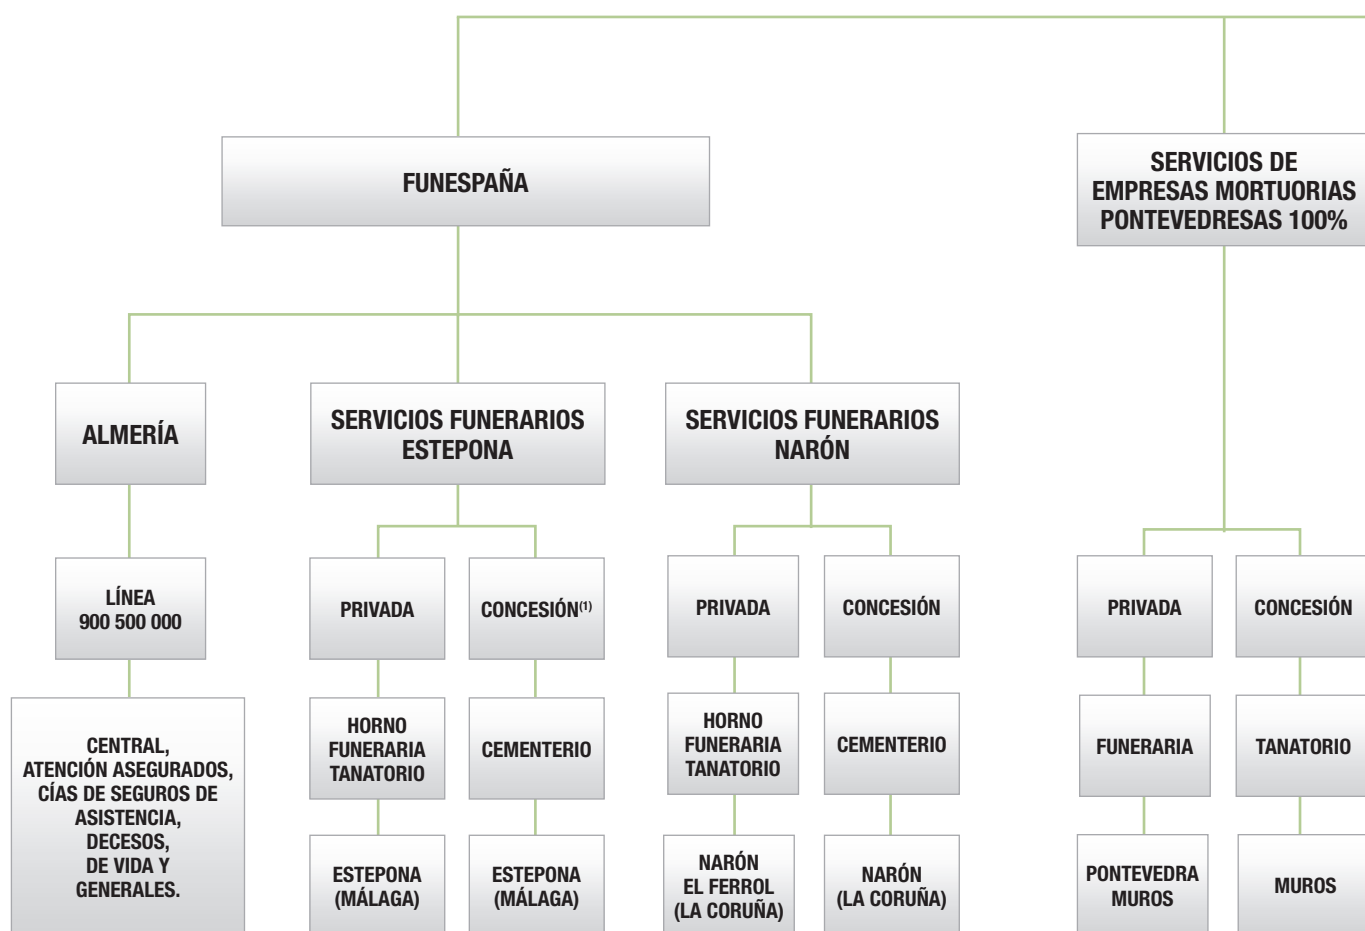 FUNESPAÑA
SERVICIOS DE
EMPRESAS MORTUORIAS
PONTEVEDRESAS 100%
ALMERÍA
SERVICIOS FUNERARIOS
ESTEPONA
SERVICIOS FUNERARIOS
NARÓN
LÍNEA
900 500 000
PRIVADA
CONCESIÓN(1)
PRIVADA
CONCESIÓN
PRIVADA
CONCESIÓN
CENTRAL,
ATENCIÓN ASEGURADOS,
CÍAS DE SEGUROS DE
ASISTENCIA,
DECESOS,
DE VIDA Y
GENERALES.
HORNO
FUNERARIA
TANATORIO
CEMENTERIO
HORNO
FUNERARIA
TANATORIO
CEMENTERIO
FUNERARIA
TANATORIO
ESTEPONA
(MÁLAGA)
ESTEPONA
(MÁLAGA)
NARÓN
EL FERROL
(LA CORUÑA)
NARÓN
(LA CORUÑA)
PONTEVEDRA
MUROS
MUROS